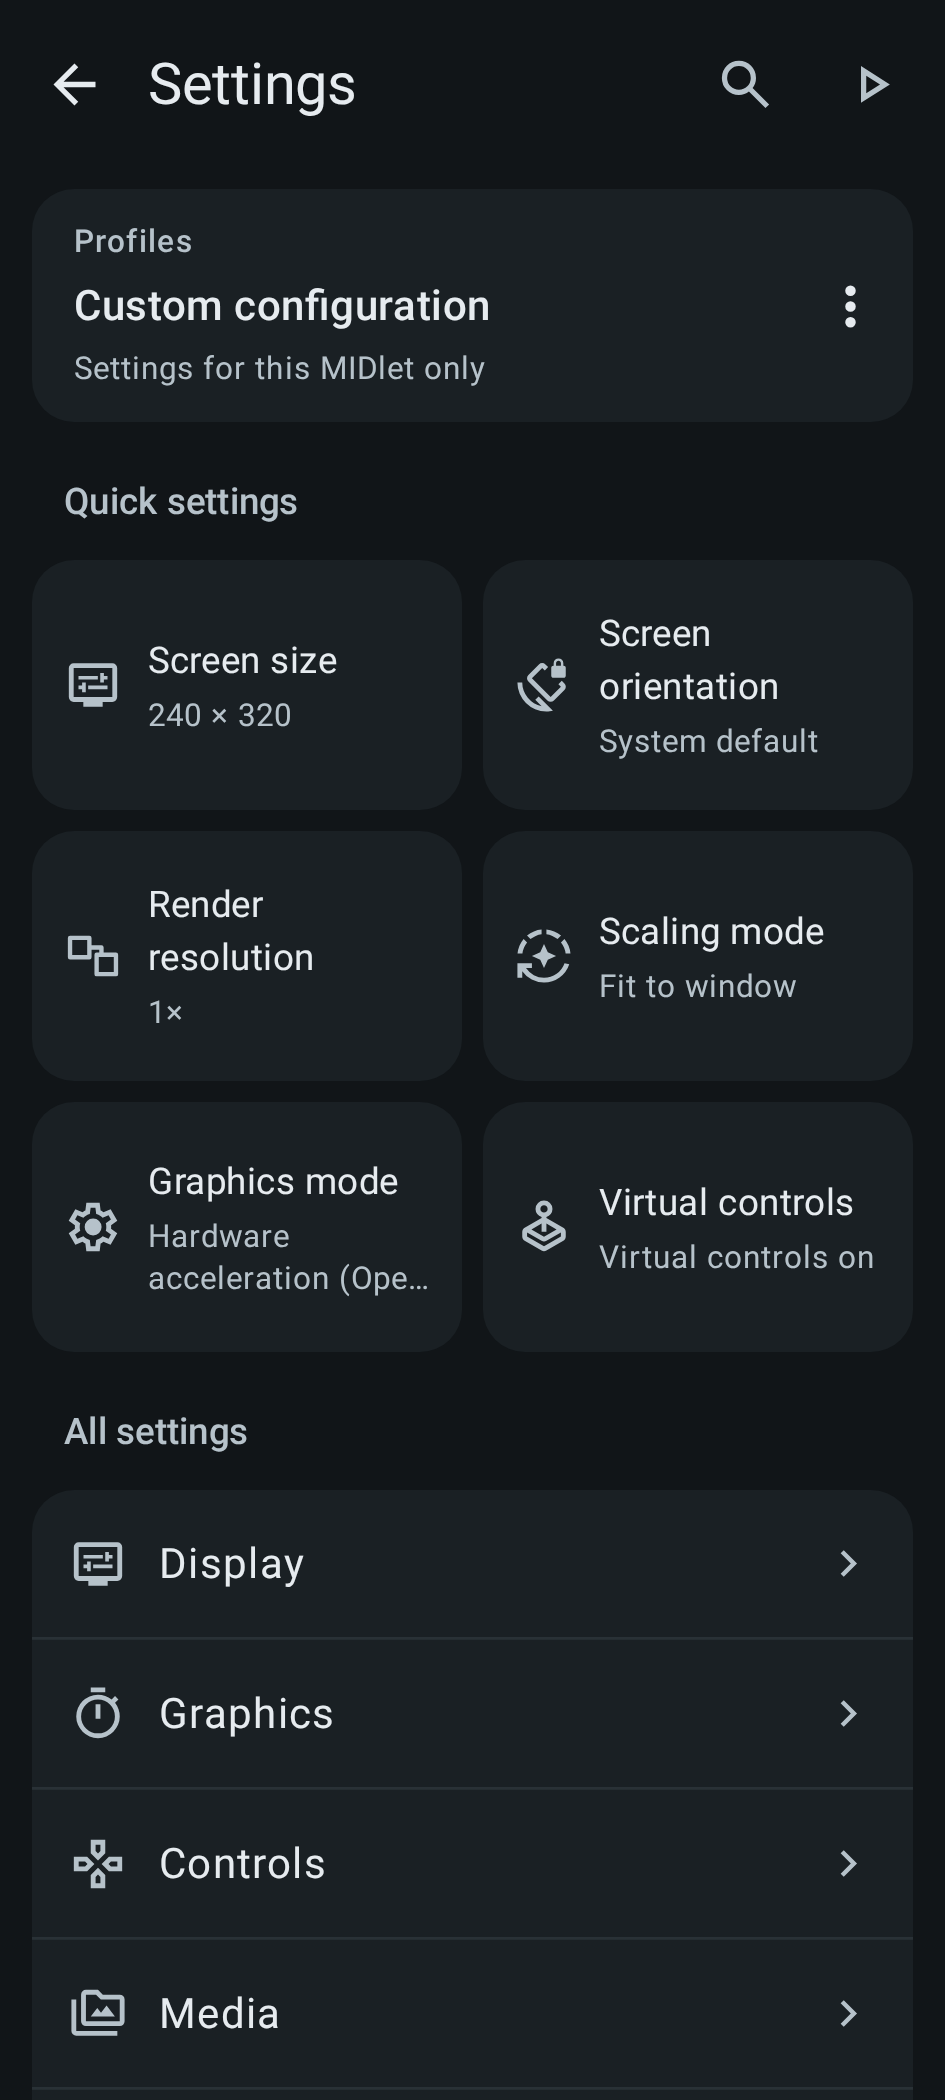 Settings
Profiles
Custom configuration
Settings for this MIDlet only
Quick settings
Screen size
240 × 320
Screen
orientation
System default
Render
resolution
1×
Scaling mode
Fit to window
Graphics mode
Hardware
acceleration (Ope…
Virtual controls
Virtual controls on
All settings
Display
Graphics
Controls
Media